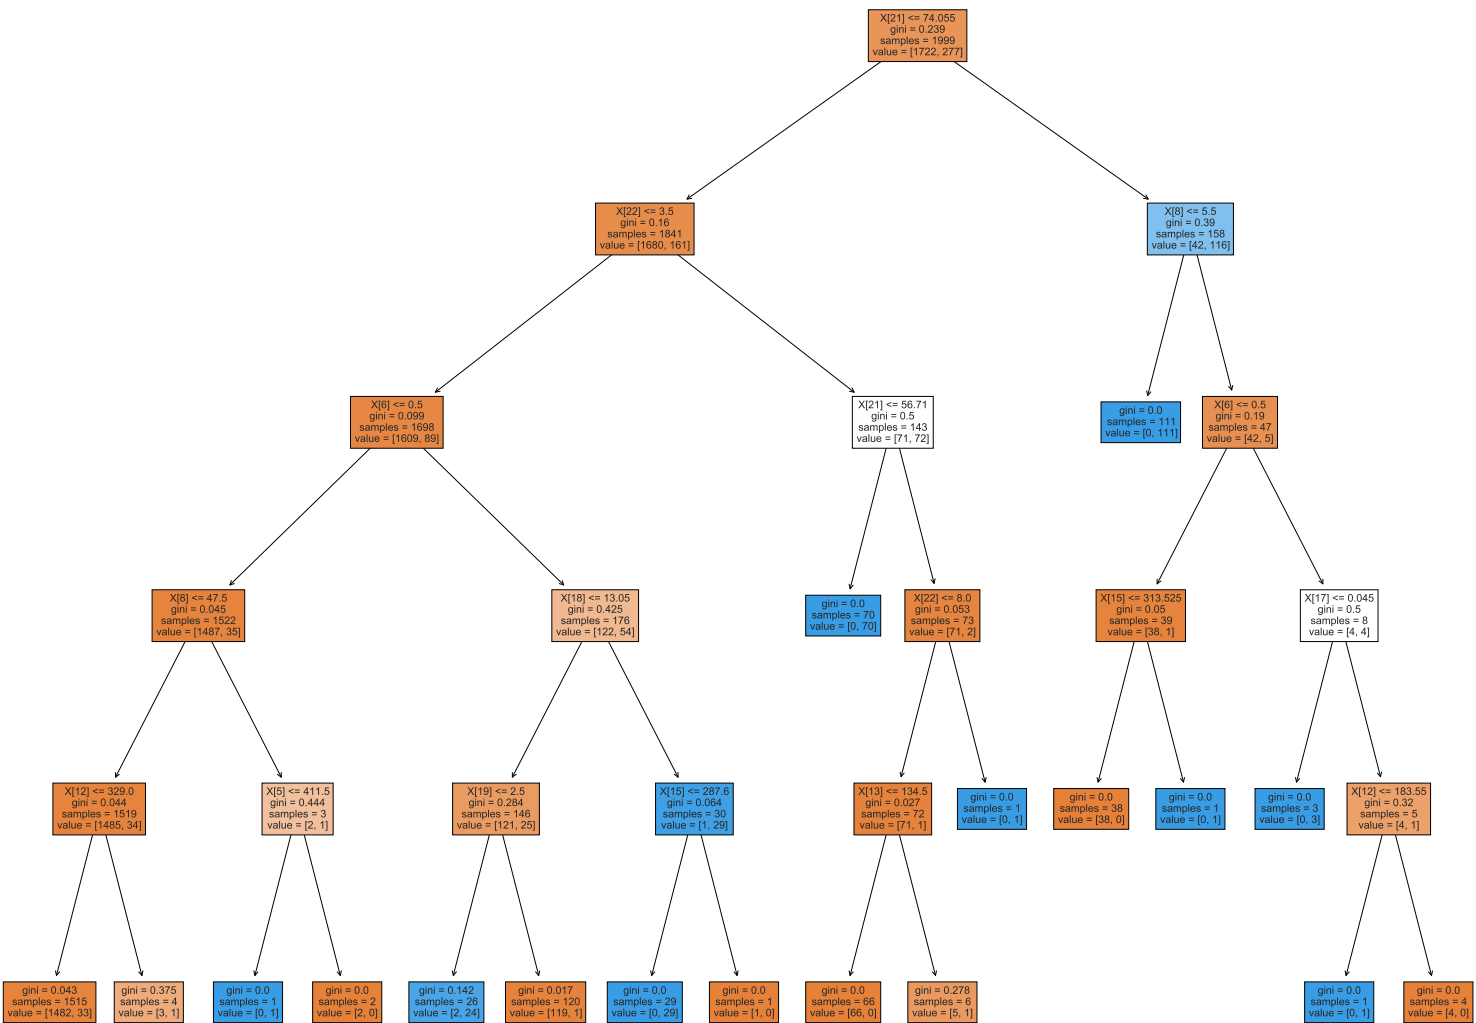 X[21] <= 74.055
gini = 0.239
samples = 1999
value = [1722, 277]
X[22] <= 3.5
gini = 0.16
samples = 1841
value = [1680, 161]
X[8] <= 5.5
gini = 0.39
samples = 158
value = [42, 116]
X[6] <= 0.5
gini = 0.099
samples = 1698
value = [1609, 89]
X[21] <= 56.71
gini = 0.5
samples = 143
value = [71, 72]
gini = 0.0
samples = 111
value = [0, 111]
X[6] <= 0.5
gini = 0.19
samples = 47
value = [42, 5]
X[8] <= 47.5
gini = 0.045
samples = 1522
value = [1487, 35]
X[18] <= 13.05
gini = 0.425
samples = 176
value = [122, 54]
gini = 0.0
samples = 70
value = [0, 70]
X[22] <= 8.0
gini = 0.053
samples = 73
value = [71, 2]
X[15] <= 313.525
gini = 0.05
samples = 39
value = [38, 1]
X[17] <= 0.045
gini = 0.5
samples = 8
value = [4, 4]
X[12] <= 329.0
gini = 0.044
samples = 1519
value = [1485, 34]
X[5] <= 411.5
gini = 0.444
samples = 3
value = [2, 1]
X[19] <= 2.5
gini = 0.284
samples = 146
value = [121, 25]
X[15] <= 287.6
gini = 0.064
samples = 30
value = [1, 29]
X[13] <= 134.5
gini = 0.027
samples = 72
value = [71, 1]
gini = 0.0
samples = 1
value = [0, 1]
gini = 0.0
samples = 38
value = [38, 0]
gini = 0.0
samples = 1
value = [0, 1]
gini = 0.0
samples = 3
value = [0, 3]
X[12] <= 183.55
gini = 0.32
samples = 5
value = [4, 1]
gini = 0.043
samples = 1515
value = [1482, 33]
gini = 0.375
samples = 4
value = [3, 1]
gini = 0.0
samples = 1
value = [0, 1]
gini = 0.0
samples = 2
value = [2, 0]
gini = 0.142
samples = 26
value = [2, 24]
gini = 0.017
samples = 120
value = [119, 1]
gini = 0.0
samples = 29
value = [0, 29]
gini = 0.0
samples = 1
value = [1, 0]
gini = 0.0
samples = 66
value = [66, 0]
gini = 0.278
samples = 6
value = [5, 1]
gini = 0.0
samples = 1
value = [0, 1]
gini = 0.0
samples = 4
value = [4, 0]